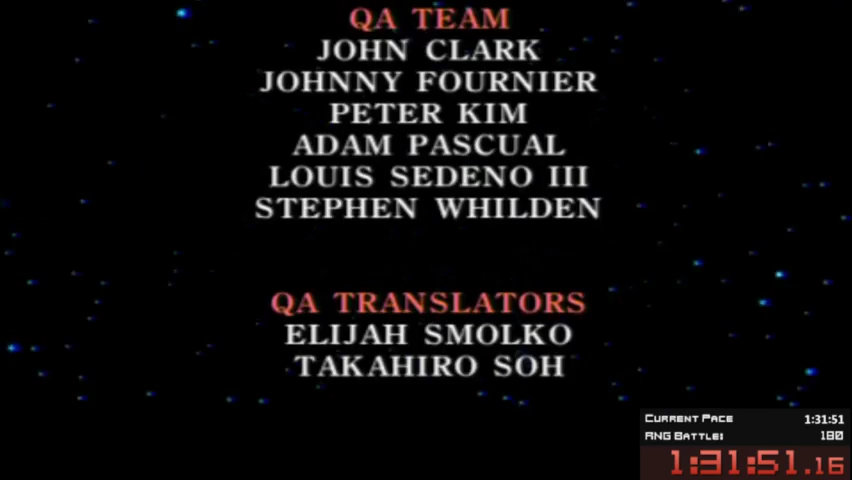 QA TEAM
JOHN CLARK
JOHNNY FOURNIER
PETER KIM
ADAM PASCUAL
LOUIS SEDENO III
STEPHEN WHILDEN
QA TRANSLATORS
ELIJAH SMOLKO
TAKAHIRO SOH
CURRENT PACE 1:31:51
RNG BATTLE: 180
1:31:51.16